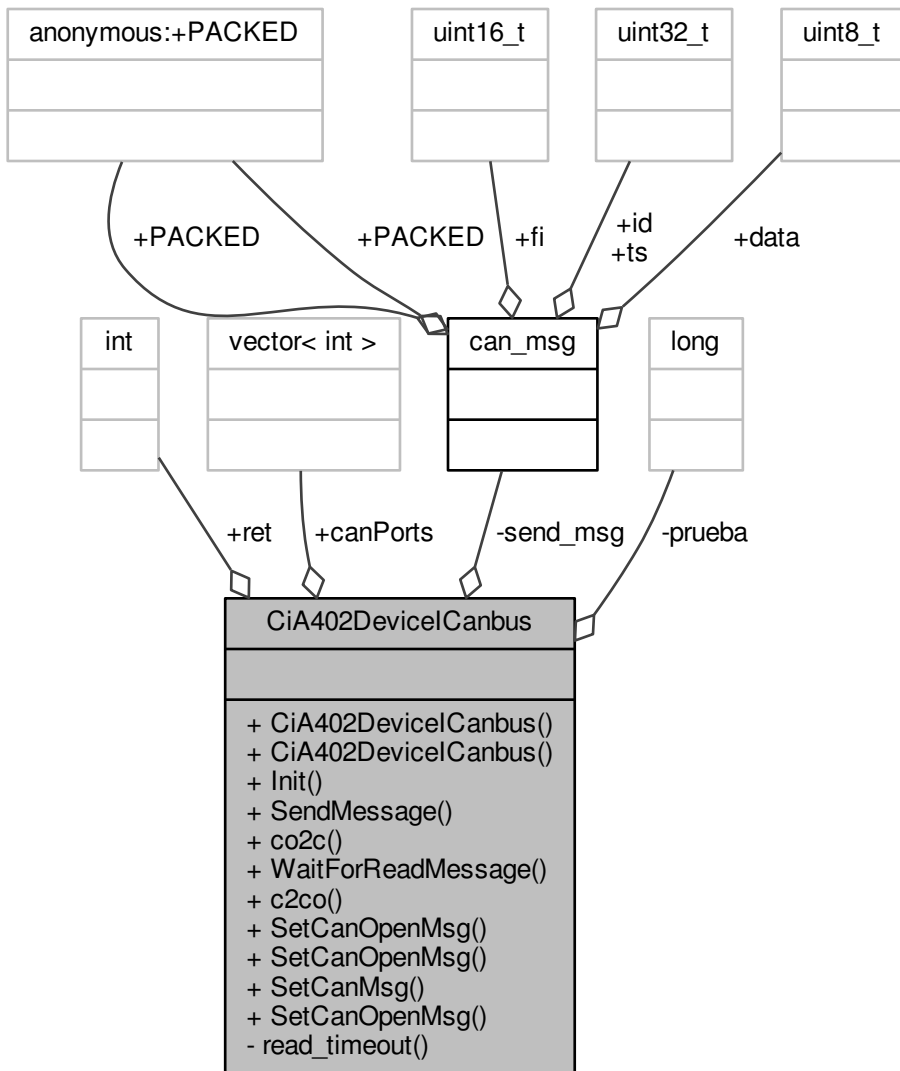 anonymous:+PACKED
uint16_t
uint32_t
uint8_t
+PACKED
+PACKED
+fi
+id
+ts
+data
int
vector< int >
can_msg
long
+ret
+canPorts
-send_msg
-prueba
CiA402DeviceICanbus
+ CiA402DeviceICanbus()
+ CiA402DeviceICanbus()
+ Init()
+ SendMessage()
+ co2c()
+ WaitForReadMessage()
+ c2co()
+ SetCanOpenMsg()
+ SetCanOpenMsg()
+ SetCanMsg()
+ SetCanOpenMsg()
- read_timeout()